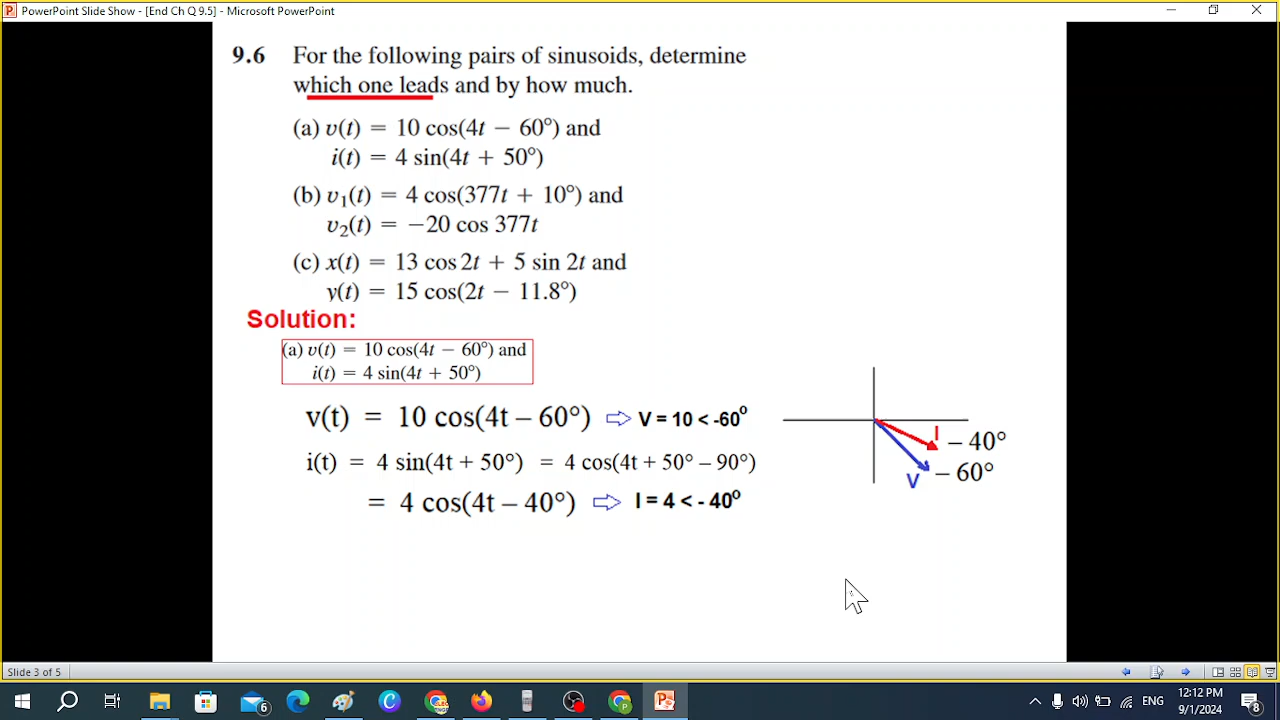 PowerPoint Slide Show - [End Ch Q 9.5] - Microsoft PowerPoint
9.6 For the following pairs of sinusoids, determine
which one leads and by how much.
(a) v(t) = 10 cos(4t − 60°) and
i(t) = 4 sin(4t + 50°)
(b) v₁(t) = 4 cos(377t + 10°) and
v₂(t) = −20 cos 377t
(c) x(t) = 13 cos 2t + 5 sin 2t and
y(t) = 15 cos(2t − 11.8°)
Solution:
(a) v(t) = 10 cos(4t − 60°) and
i(t) = 4 sin(4t + 50°)
v(t) = 10 cos(4t – 60°) ⇨ V = 10 < -60⁰
i(t) = 4 sin(4t + 50°) = 4 cos(4t + 50° – 90°)
= 4 cos(4t – 40°) ⇨ I = 4 < - 40⁰
I – 40°
V – 60°
Slide 3 of 5
6
ENG
12:12 PM
9/1/2024
8